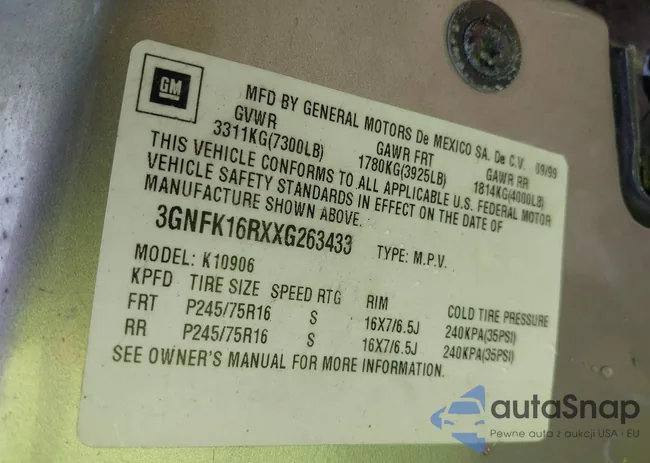 GM
MFD BY GENERAL MOTORS De MEXICO SA. De C.V. 09/99
GVWR GAWR FRT GAWR RR
3311KG(7300LB) 1780KG(3925LB) 1814KG(4000LB)
THIS VEHICLE CONFORMS TO ALL APPLICABLE U.S. FEDERAL MOTOR
VEHICLE SAFETY STANDARDS IN EFFECT ON THE DATE OF
MANUFACTURE SHOWN ABOVE.
3GNFK16RXXG263433 TYPE: M.P.V.
MODEL: K10906
KPFD TIRE SIZE SPEED RTG RIM COLD TIRE PRESSURE
FRT P245/75R16 S 16X7/6.5J 240KPA(35PSI)
RR P245/75R16 S 16X7/6.5J 240KPA(35PSI)
SEE OWNER'S MANUAL FOR MORE INFORMATION.
autaSnap
Pewne auta z aukcji USA · EU